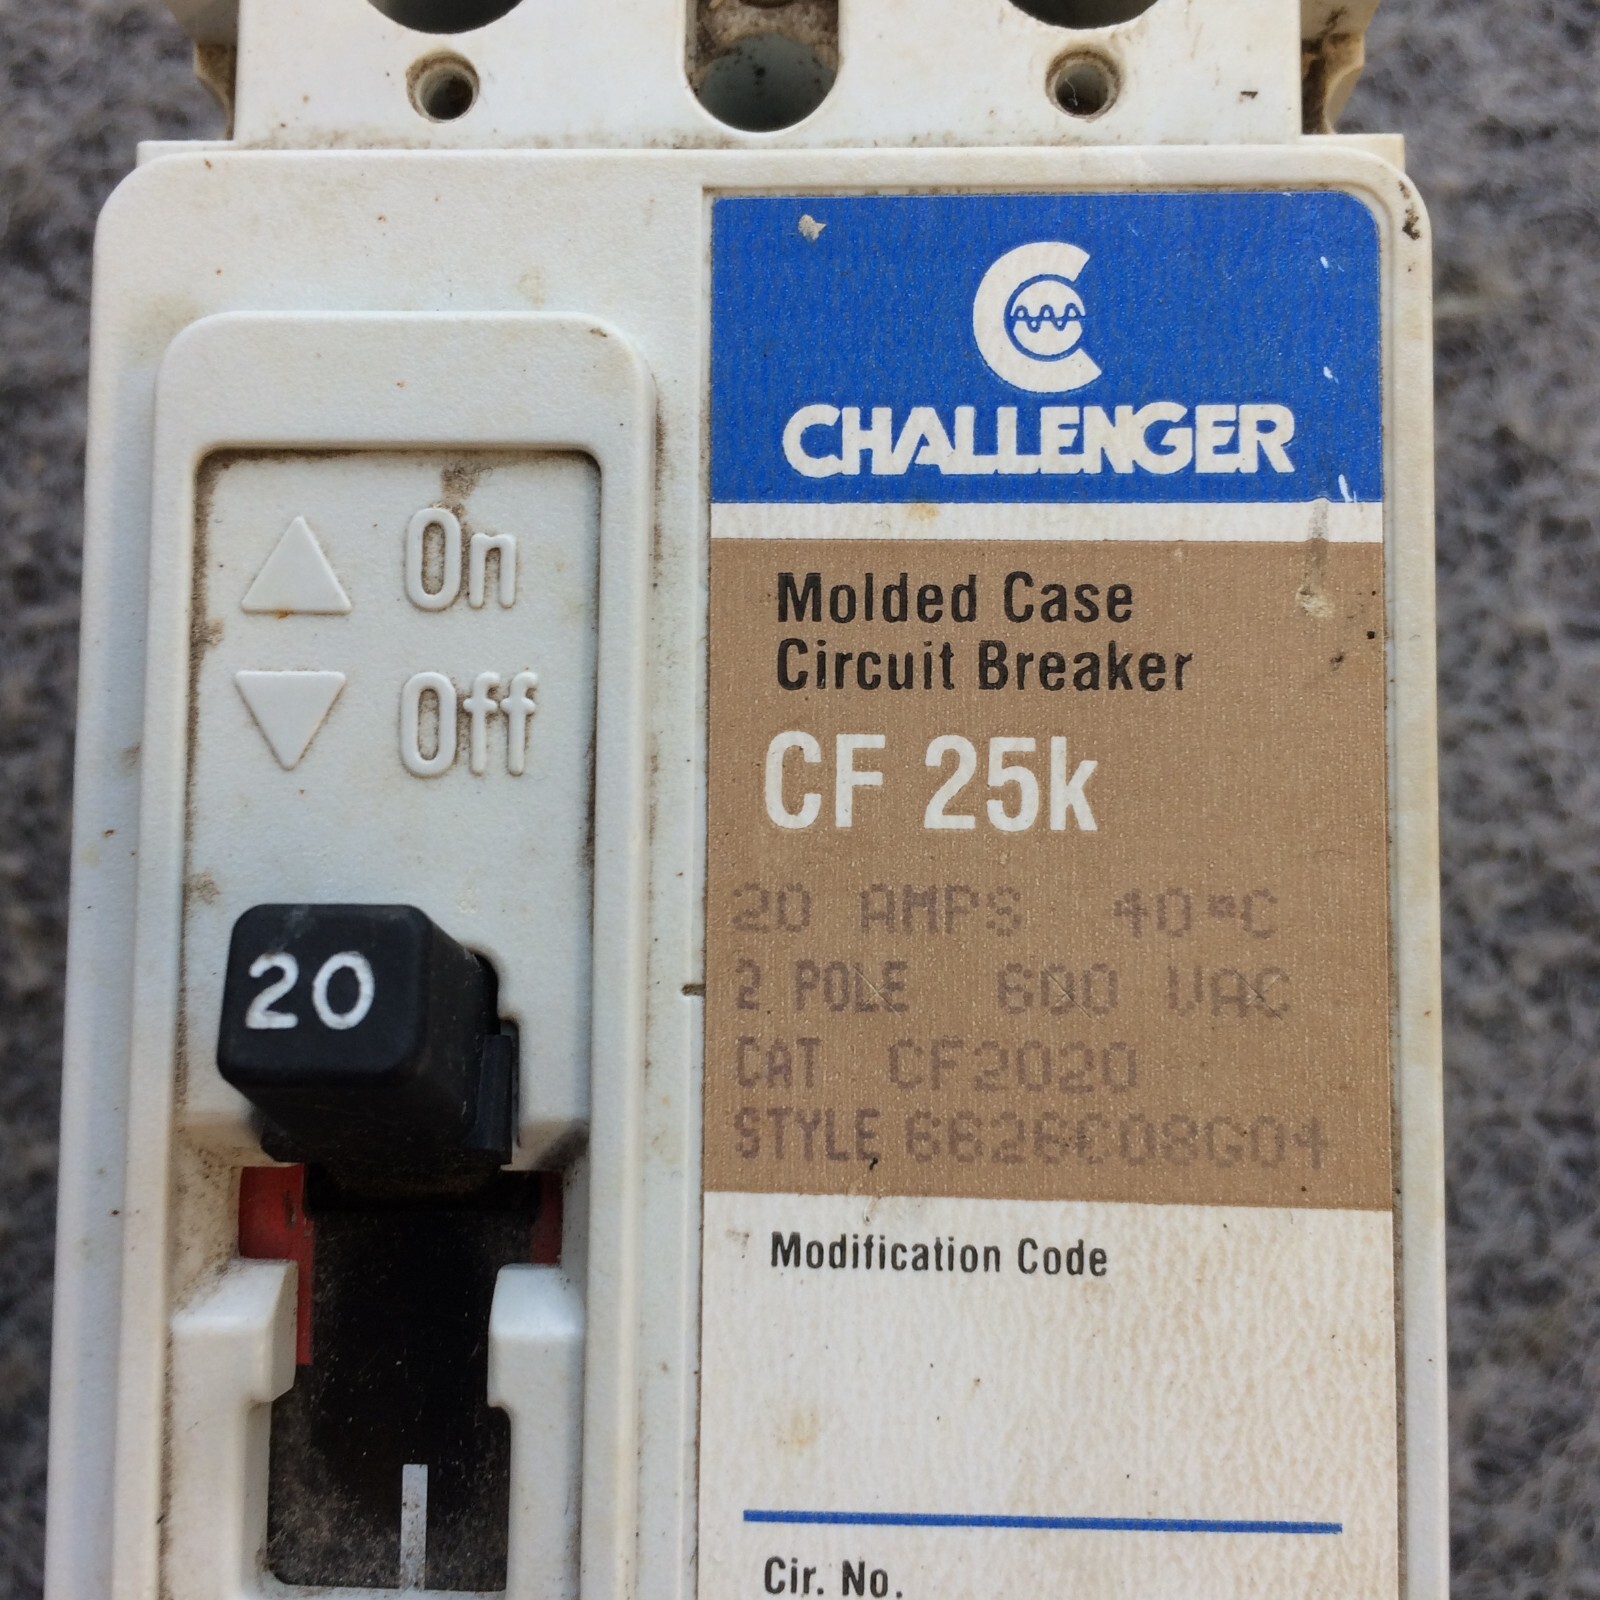 CHALLENGER
On
Off
Molded Case
Circuit Breaker
CF 25k
20 AMPS 40°C
2 POLE 600 VAC
CAT CF2020
STYLE 6626C08G04
20
Modification Code
Cir. No.